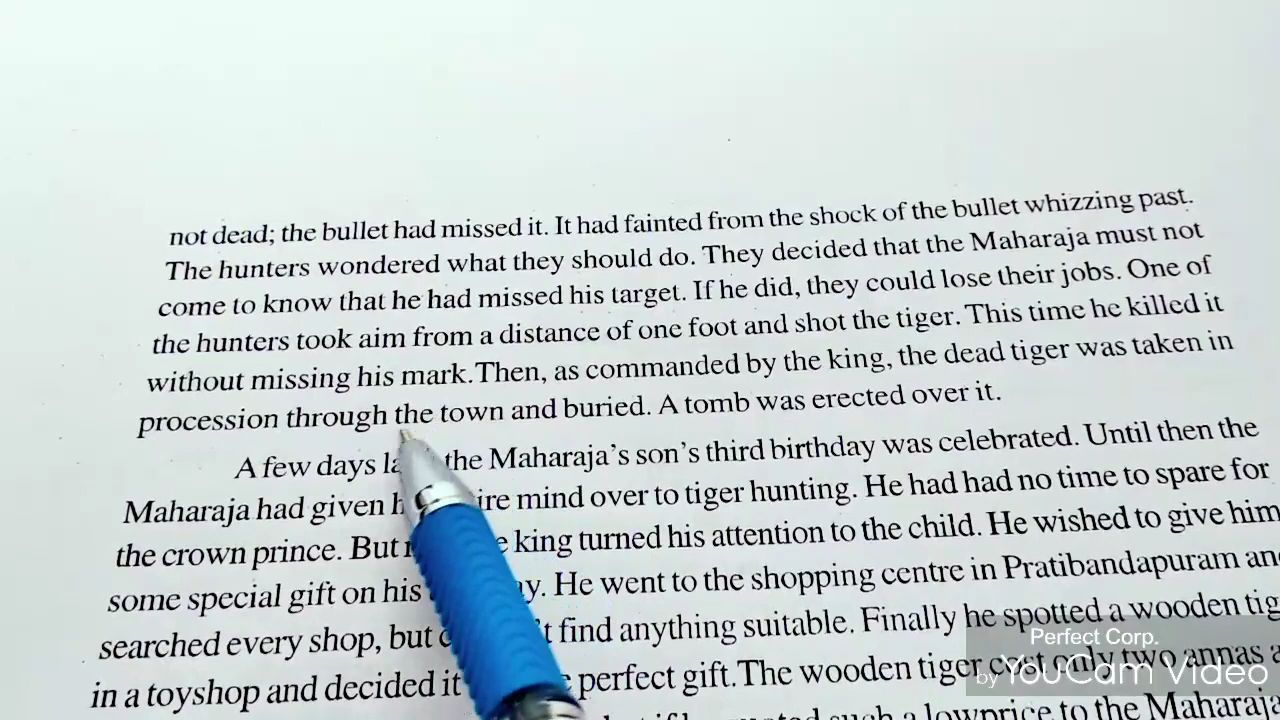 not dead; the bullet had missed it. It had fainted from the shock of the bullet whizzing past.
The hunters wondered what they should do. They decided that the Maharaja must not
come to know that he had missed his target. If he did, they could lose their jobs. One of
the hunters took aim from a distance of one foot and shot the tiger. This time he killed it
without missing his mark.Then, as commanded by the king, the dead tiger was taken in
procession through the town and buried. A tomb was erected over it.
A few days the Maharaja's son's third birthday was celebrated. Until then the
Maharaja had given mind over to tiger hunting. He had had no time to spare for
the crown prince. But king turned his attention to the child. He wished to give him
some special gift on his He went to the shopping centre in Pratibandapuram
searched every shop, but find anything suitable. Finally he spotted a wooden
in a toyshop and decided it perfect gift.The wooden tiger cost only two annas
such a lowprice to the Maharaja
Perfect Corp.
by YouCam Video